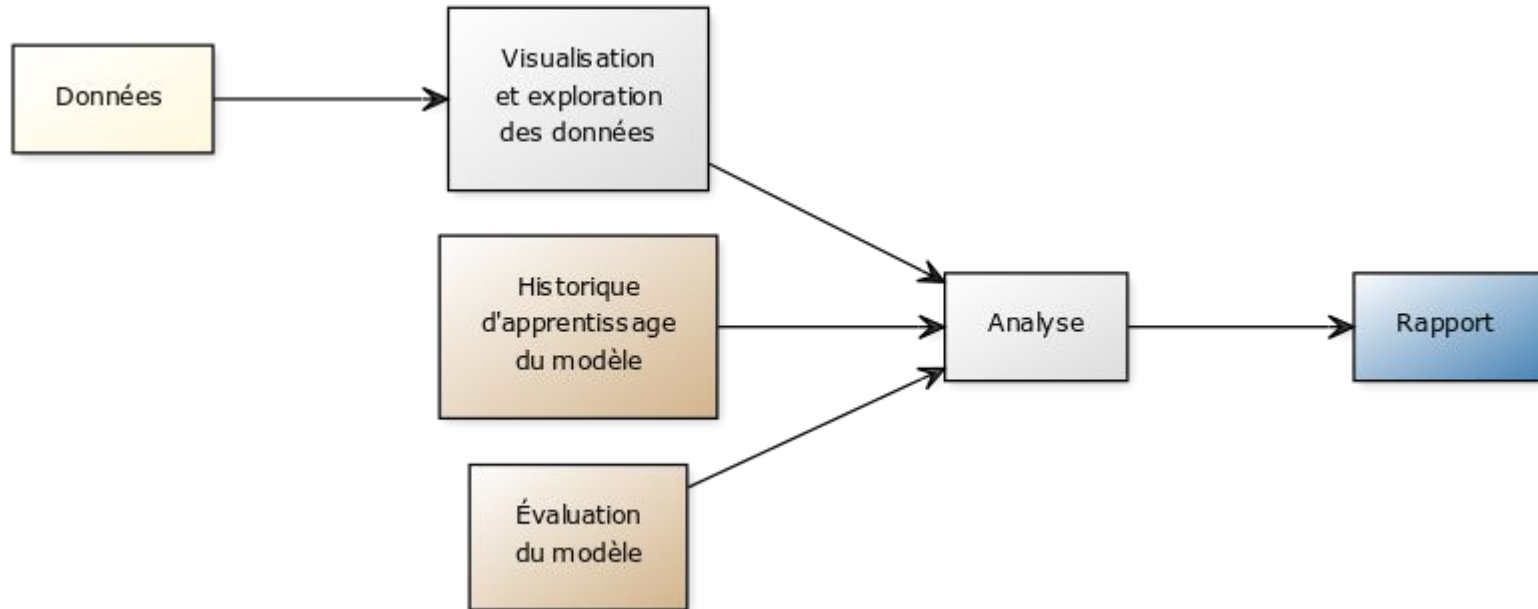 Données
Visualisation
et exploration
des données
Historique
d'apprentissage
du modèle
Analyse
Rapport
Évaluation
du modèle